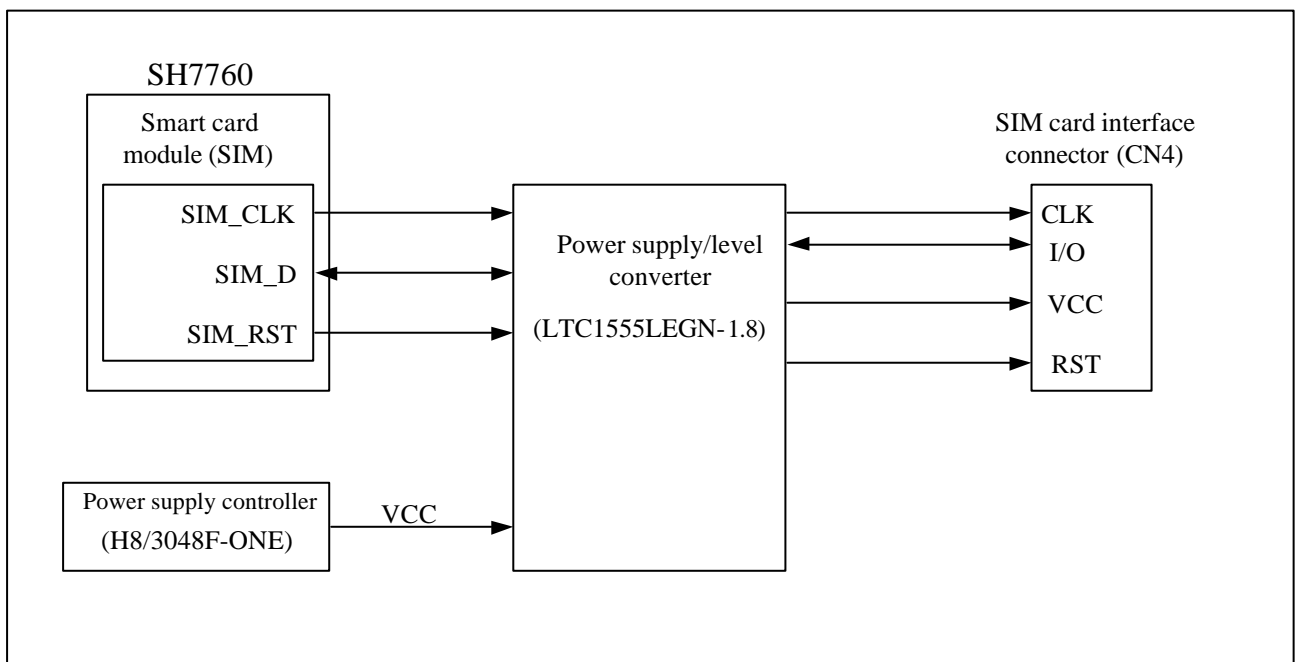 SH7760
Smart card
module (SIM)
SIM_CLK
SIM_D
SIM_RST
Power supply/level
converter
(LTC1555LEGN-1.8)
SIM card interface
connector (CN4)
CLK
I/O
VCC
RST
Power supply controller
(H8/3048F-ONE)
VCC